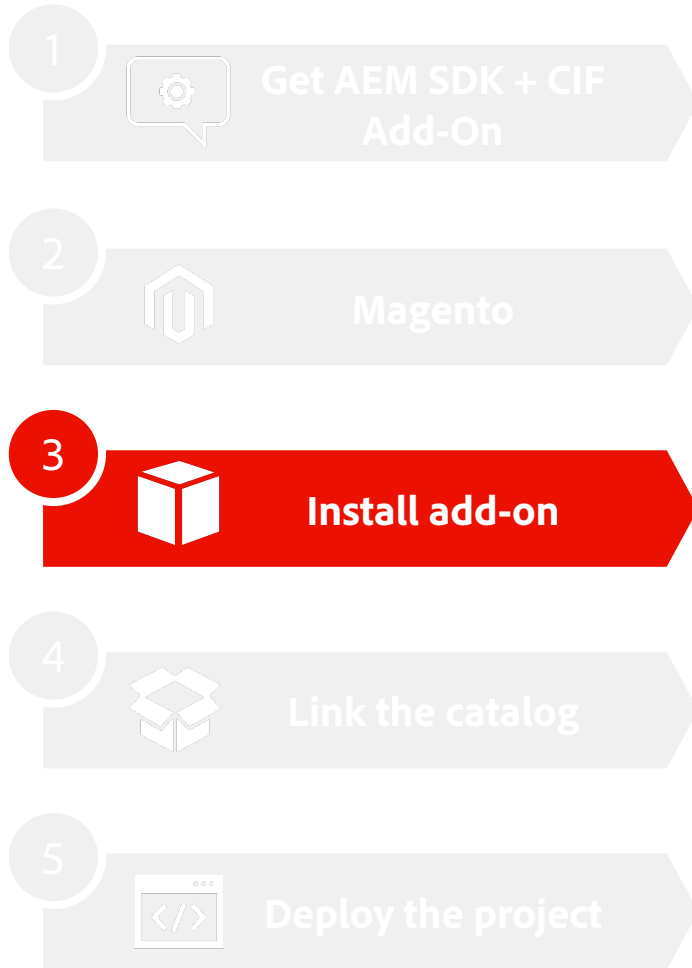 1
Get AEM SDK + CIF
Add-On
2
Magento
3
Install add-on
4
Link the catalog
5
</>
Deploy the project